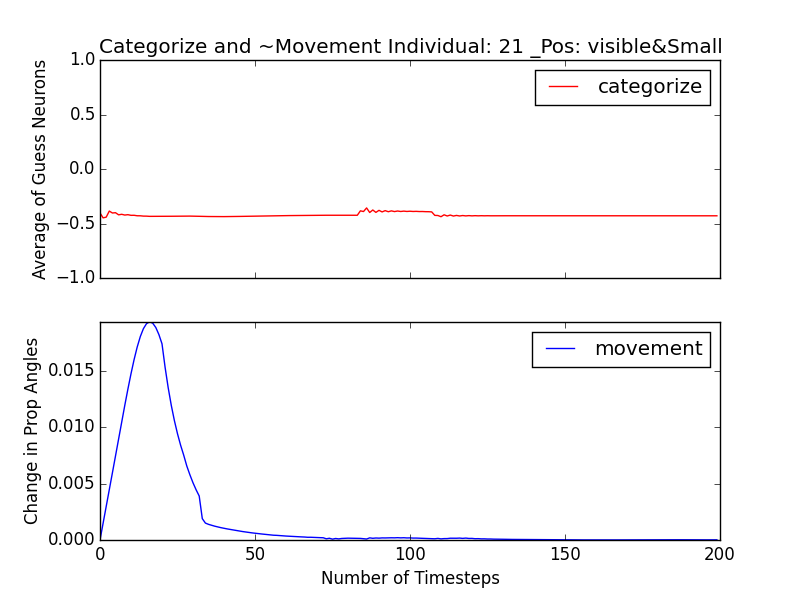 Categorize and ~Movement Individual: 21 _Pos: visible&Small
1.0
0.5
0.0
−0.5
−1.0
Average of Guess Neurons
categorize
0.015
0.010
0.005
0.000
Change in Prop Angles
movement
0 50 100 150 200
Number of Timesteps